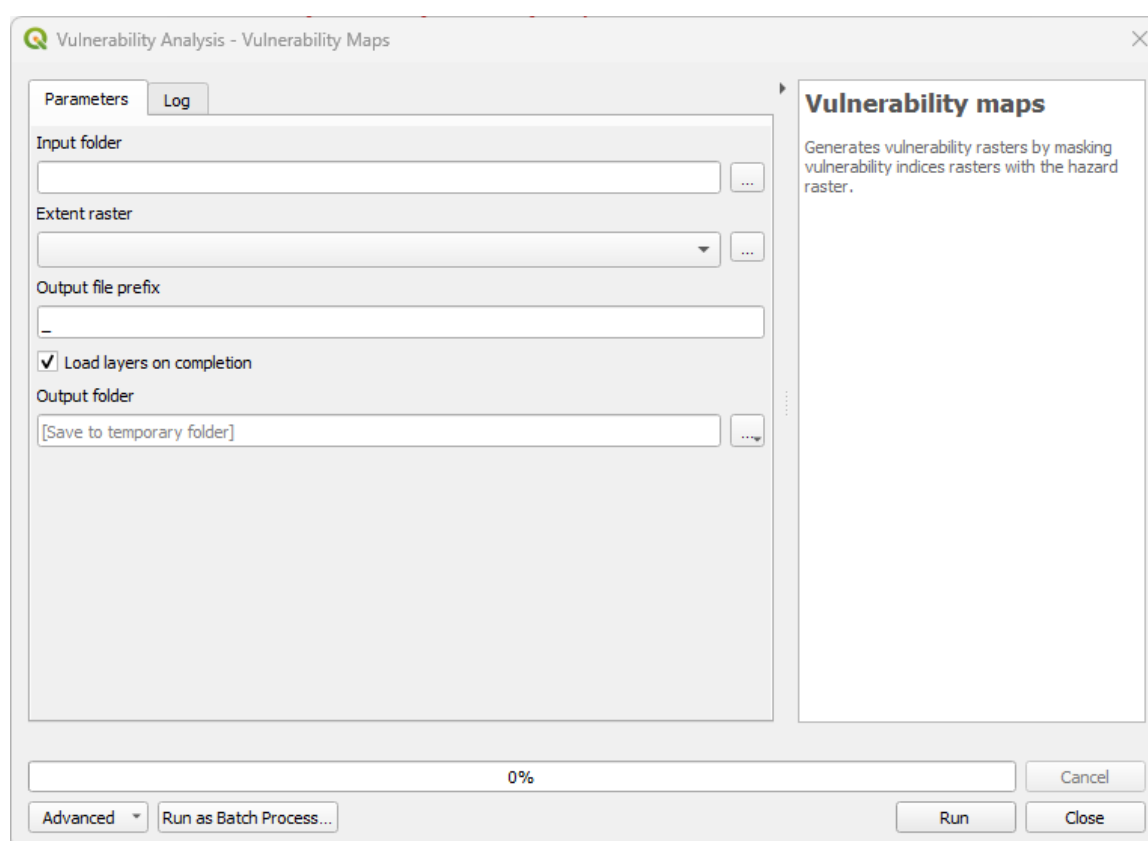 Vulnerability Analysis - Vulnerability Maps
Parameters
Log
Input folder
...
Extent raster
...
Output file prefix
_
Load layers on completion
Output folder
[Save to temporary folder]
...
Vulnerability maps
Generates vulnerability rasters by masking
vulnerability indices rasters with the hazard
raster.
0%
Cancel
Advanced
Run as Batch Process...
Run
Close